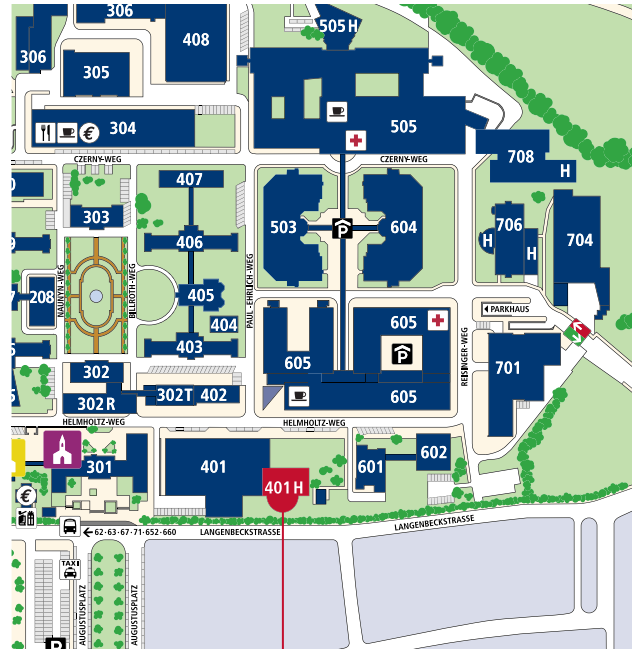 306
408
505 H
306
305
304
€
505
CZERNY-WEG
CZERNY-WEG
708
H
0
407
303
503
604
706
H
H
704
9
406
P
NAUNYN-WEG
BILLROTH-WEG
PAUL-EHRLICH-WEG
7
208
405
404
PARKHAUS
605
605
P
REISINGER-WEG
403
701
302
302 R
302T
402
605
HELMHOLTZ-WEG
HELMHOLTZ-WEG
301
401
401 H
601
602
€
62·63·67·71·652·660
LANGENBECKSTRASSE
LANGENBECKSTRASSE
TAXI
AUGUSTUSPLATZ
AUGUSTUSPLATZ
P